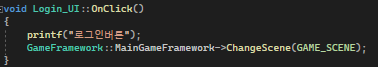 void Login_UI::OnClick()
{
printf("로그인버튼");
GameFramework::MainGameFramework->ChangeScene(GAME_SCENE);
}